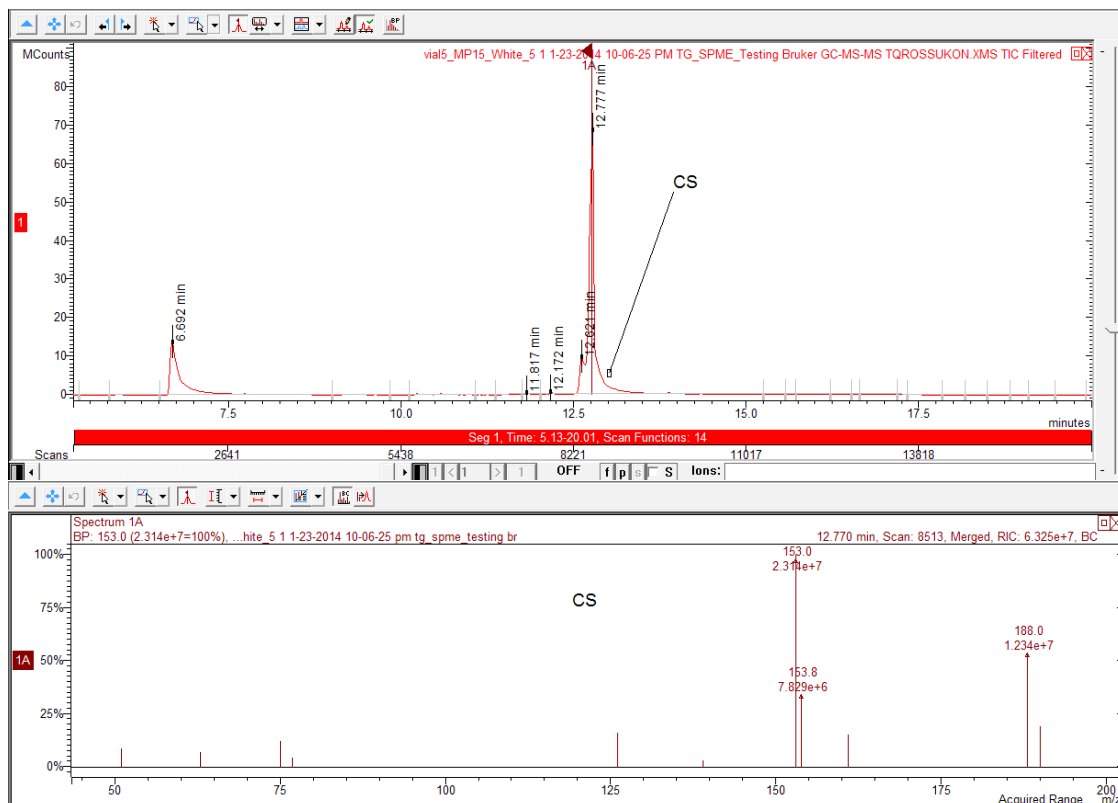 BP
MCounts
vial5_MP15_White_5 1 1-23-2014 10-06-25 PM TG_SPME_Testing Bruker GC-MS-MS TQROSSUKON.XMS TIC Filtered
1A
80
70
60
50
40
30
20
10
0
1
6.692 min
11.817 min
12.172 min
12.621 min
12.777 min
CS
7.5
10.0
12.5
15.0
17.5
minutes
Seg 1, Time: 5.13-20.01, Scan Functions: 14
Scans
2641
5438
8221
11017
13818
1 < 1 > 1 OFF f p s S Ions:
BC
Spectrum 1A
BP: 153.0 (2.314e+7=100%), ...hite_5 1 1-23-2014 10-06-25 pm tg_spme_testing br
12.770 min, Scan: 8513, Merged, RIC: 6.325e+7, BC
100%
75%
50%
25%
0%
1A
CS
153.0
2.314e+7
153.8
7.829e+6
188.0
1.234e+7
50
75
100
125
150
175
200
Acquired Range m/z